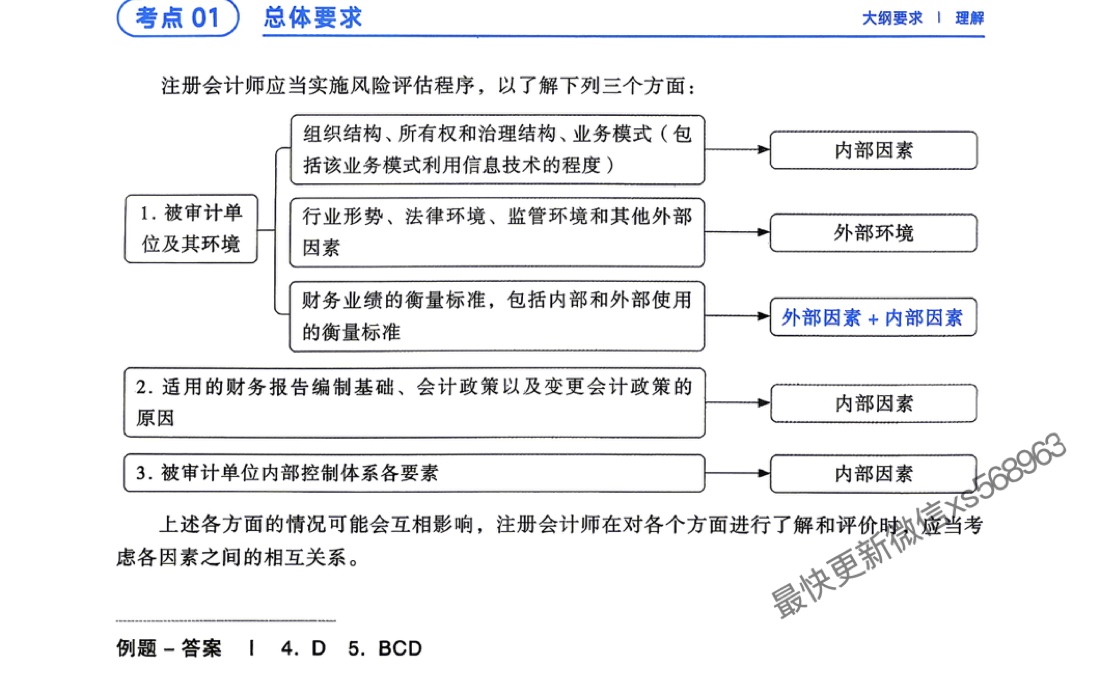 考点 01 总体要求 大纲要求 | 理解
注册会计师应当实施风险评估程序，以了解下列三个方面：
1. 被审计单
位及其环境
组织结构、所有权和治理结构、业务模式（包
括该业务模式利用信息技术的程度）
内部因素
行业形势、法律环境、监管环境和其他外部
因素
外部环境
财务业绩的衡量标准，包括内部和外部使用
的衡量标准
外部因素 + 内部因素
2. 适用的财务报告编制基础、会计政策以及变更会计政策的
原因
内部因素
3. 被审计单位内部控制体系各要素
内部因素
上述各方面的情况可能会互相影响，注册会计师在对各个方面进行了解和评价时，应当考
虑各因素之间的相互关系。
最快更新微信xs568963
例题 – 答案 | 4. D 5. BCD